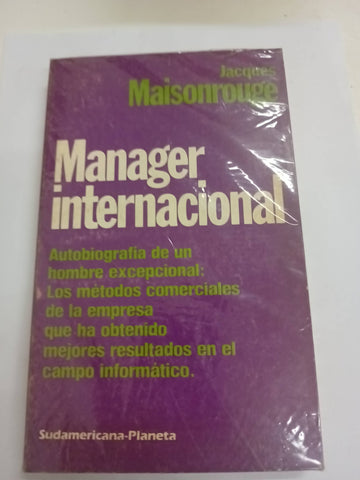 Jacques
Maisonrouge
Manager
internacional
Autobiografía de un
hombre excepcional:
Los métodos comerciales
de la empresa
que ha obtenido
mejores resultados en el
campo informático.
Sudamericana-Planeta